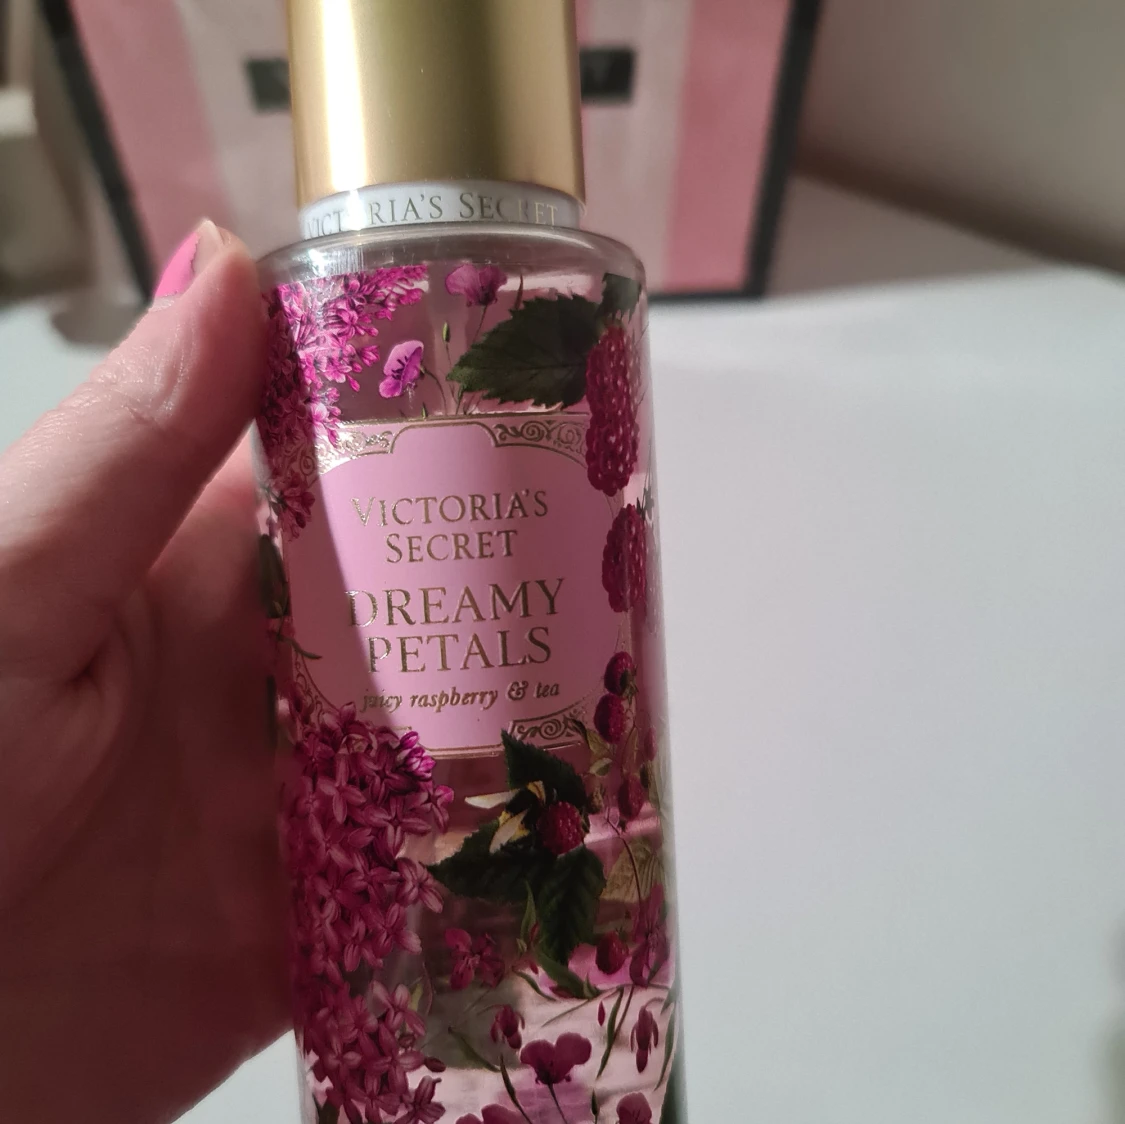 VICTORIA'S SECRET
VICTORIA'S
SECRET
DREAMY
PETALS
juicy raspberry & tea